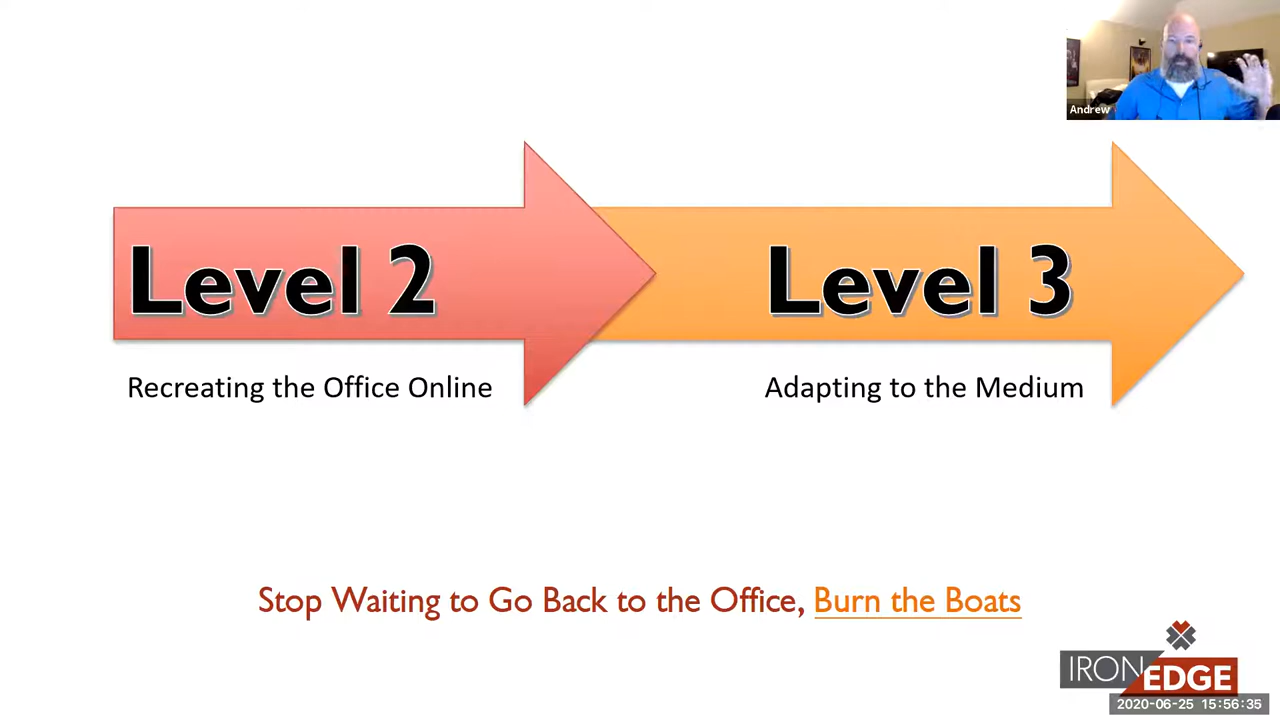 Andrew
Level 2
Level 3
Recreating the Office Online
Adapting to the Medium
Stop Waiting to Go Back to the Office, Burn the Boats
IRON
EDGE
2020-06-25 15:56:35